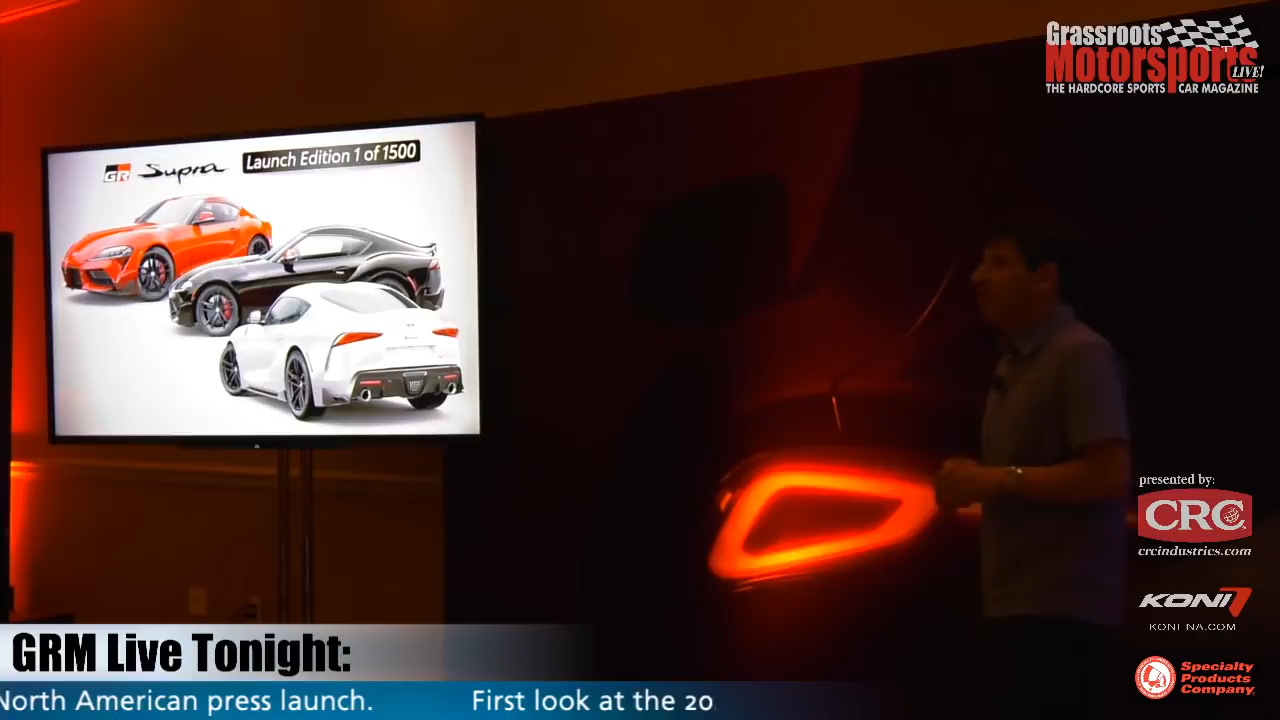 Grassroots
Motorsports
LIVE!
THE HARDCORE SPORTS CAR MAGAZINE
GR Supra Launch Edition 1 of 1500
presented by:
CRC
crcindustries.com
KONI
KONI-NA.COM
Specialty
Products
Company
GRM Live Tonight:
North American press launch. First look at the 20